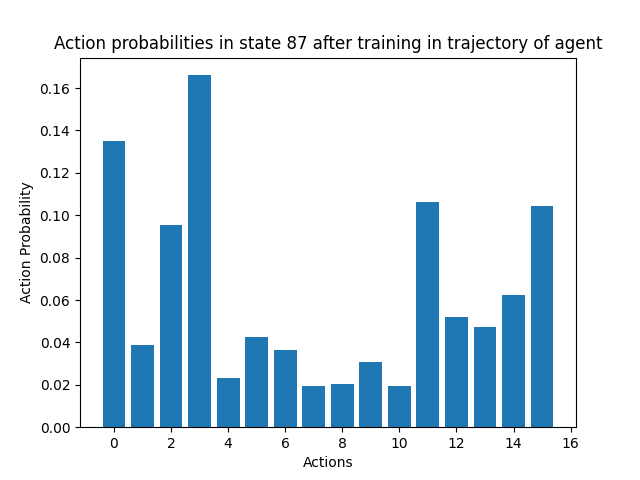 Action probabilities in state 87 after training in trajectory of agent
0.16
0.14
0.12
0.10
0.08
0.06
0.04
0.02
0.00
Action Probability
0 2 4 6 8 10 12 14 16
Actions